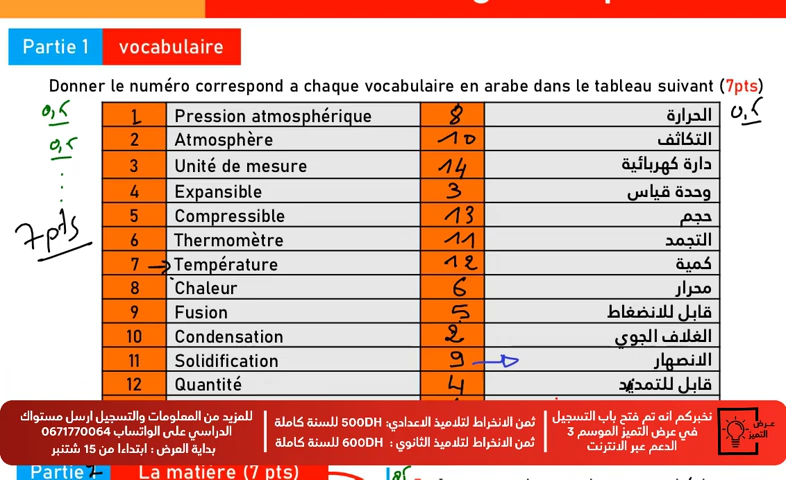 Partie 1 vocabulaire
Donner le numéro correspond a chaque vocabulaire en arabe dans le tableau suivant (7pts)
0,5
0,5
7pts
0,5
1 Pression atmosphérique 8 الحرارة
2 Atmosphère 10 التكاثف
3 Unité de mesure 14 دارة كهربائية
4 Expansible 3 وحدة قياس
5 Compressible 13 حجم
6 Thermomètre 11 التجمد
7 Température 12 كمية
8 Chaleur 6 محرار
9 Fusion 5 قابل للانضغاط
10 Condensation 2 الغلاف الجوي
11 Solidification 9 الانصهار
12 Quantité 4 قابل للتمديد
نخبركم انه تم فتح باب التسجيل
في عرض التميز الموسم 3
الدعم عبر الانترنت
عرض
التميز
ثمن الانخراط لتلاميذ الاعدادي: 500DH للسنة كاملة
ثمن الانخراط لتلاميذ الثانوي : 600DH للسنة كاملة
للمزيد من المعلومات والتسجيل ارسل مستواك
الدراسي على الواتساب 0671770064
بداية العرض : ابتداءا من 15 شتنبر
Partie 2 La matière (7 pts)